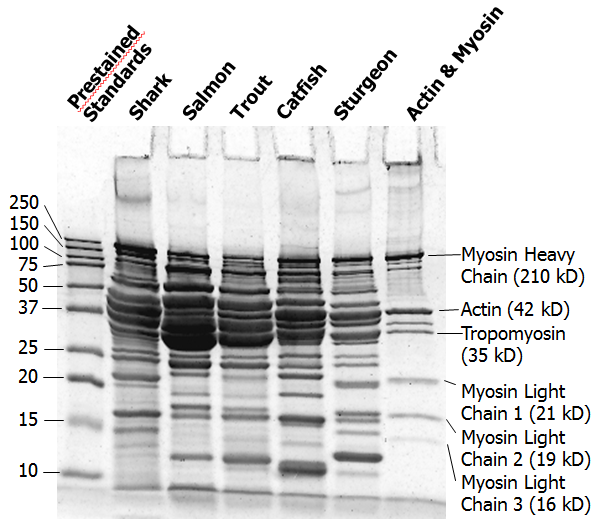 Prestained
Standards
Shark
Salmon
Trout
Catfish
Sturgeon
Actin & Myosin
250
150
100
75
50
37
25
20
15
10
Myosin Heavy
Chain (210 kD)
Actin (42 kD)
Tropomyosin
(35 kD)
Myosin Light
Chain 1 (21 kD)
Myosin Light
Chain 2 (19 kD)
Myosin Light
Chain 3 (16 kD)